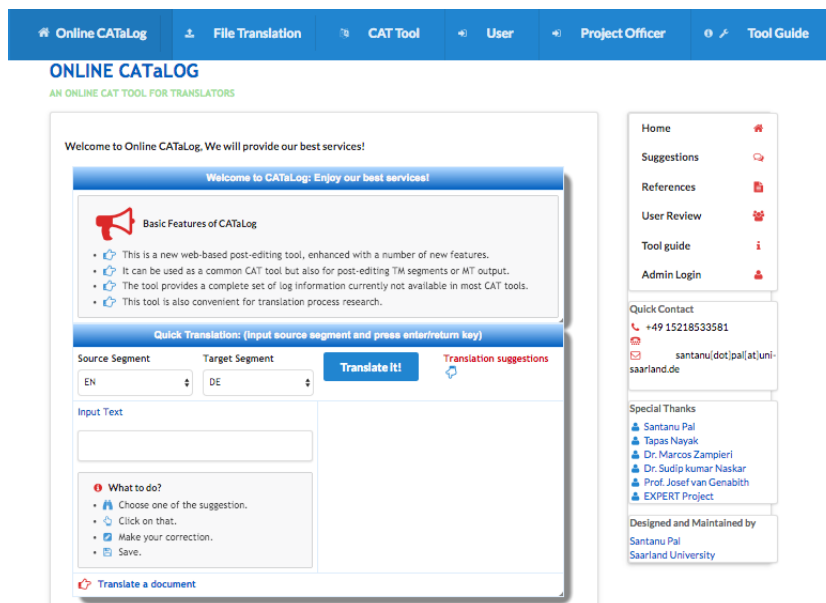 Online CATaLog
File Translation
CAT Tool
User
Project Officer
Tool Guide
ONLINE CATaLOG
AN ONLINE CAT TOOL FOR TRANSLATORS
Welcome to Online CATaLog, We will provide our best services!
Welcome to CATaLog: Enjoy our best services!
Basic Features of CATaLog
This is a new web-based post-editing tool, enhanced with a number of new features.
It can be used as a common CAT tool but also for post-editing TM segments or MT output.
The tool provides a complete set of log information currently not available in most CAT tools.
This tool is also convenient for translation process research.
Quick Translation: (Input source segment and press enter/return key)
Source Segment
Target Segment
EN
DE
Translate it!
Translation suggestions
Input Text
What to do?
Choose one of the suggestion.
Click on that.
Make your correction.
Save.
Translate a document
Home
Suggestions
References
User Review
Tool guide
Admin Login
Quick Contact
+49 15218533581
santanu[dot]pal[at]uni-
saarland.de
Special Thanks
Santanu Pal
Tapas Nayak
Dr. Marcos Zampieri
Dr. Sudip kumar Naskar
Prof. Josef van Genabith
EXPERT Project
Designed and Maintained by
Santanu Pal
Saarland University